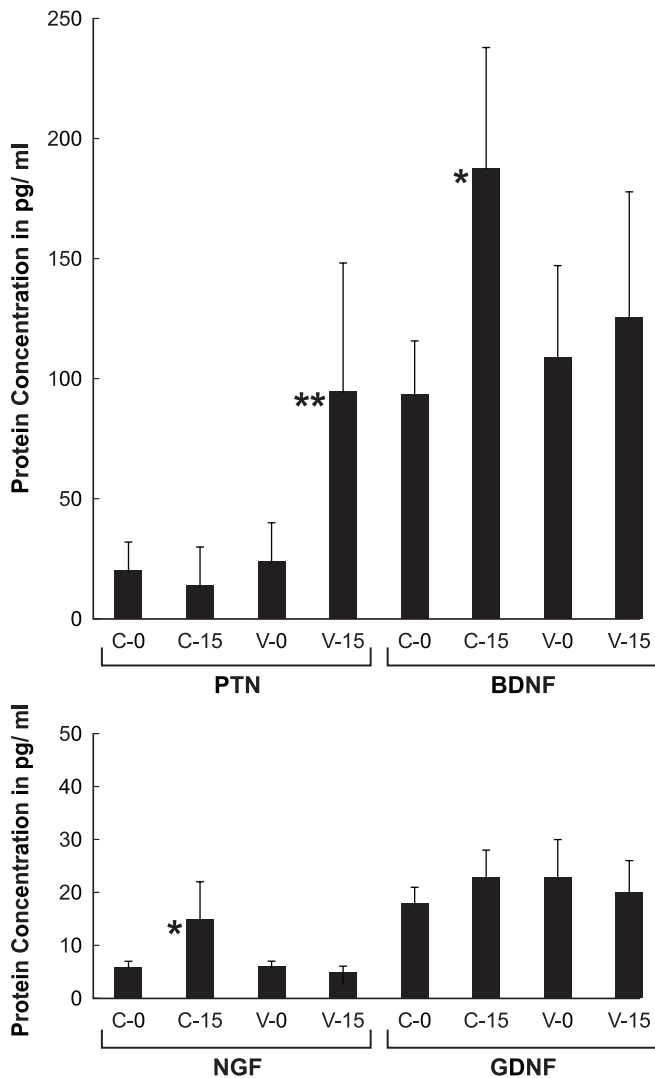 Protein Concentration in pg/ ml
250
200
150
100
50
0
**
*
C-0 C-15 V-0 V-15 C-0 C-15 V-0 V-15
PTN BDNF
Protein Concentration in pg/ ml
50
40
30
20
10
0
*
C-0 C-15 V-0 V-15 C-0 C-15 V-0 V-15
NGF GDNF